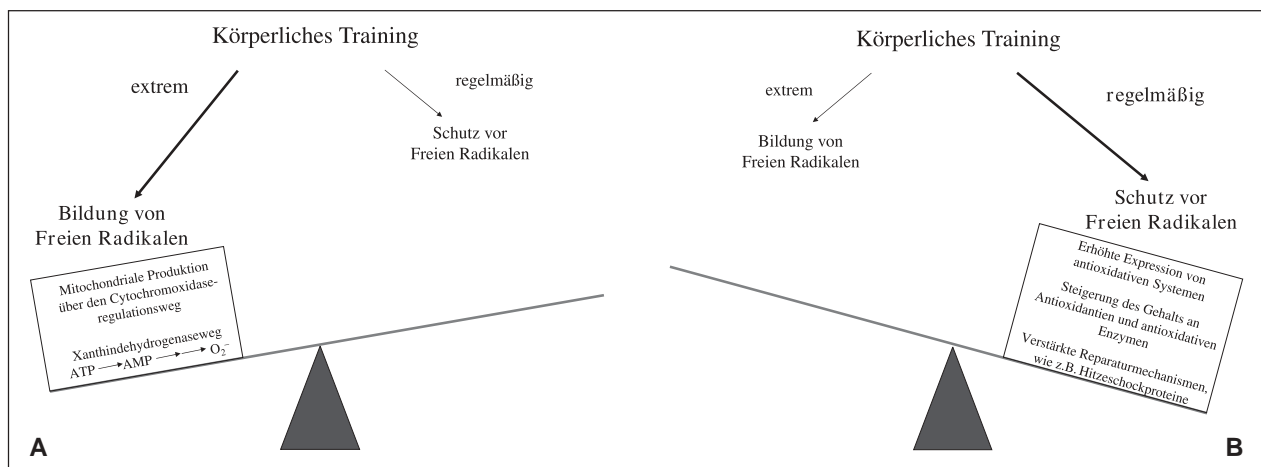 Körperliches Training
extrem
regelmäßig
Schutz vor
Freien Radikalen
Bildung von
Freien Radikalen
Mitochondriale Produktion
über den Cytochromoxidase-
regulationsweg
Xanthindehydrogenaseweg
ATP → AMP → → O₂⁻
A
Körperliches Training
extrem
regelmäßig
Bildung von
Freien Radikalen
Schutz vor
Freien Radikalen
Erhöhte Expression von
antioxidativen Systemen
Steigerung des Gehalts an
Antioxidantien und antioxidativen
Enzymen
Verstärkte Reparaturmechanismen,
wie z.B. Hitzeschockproteine
B